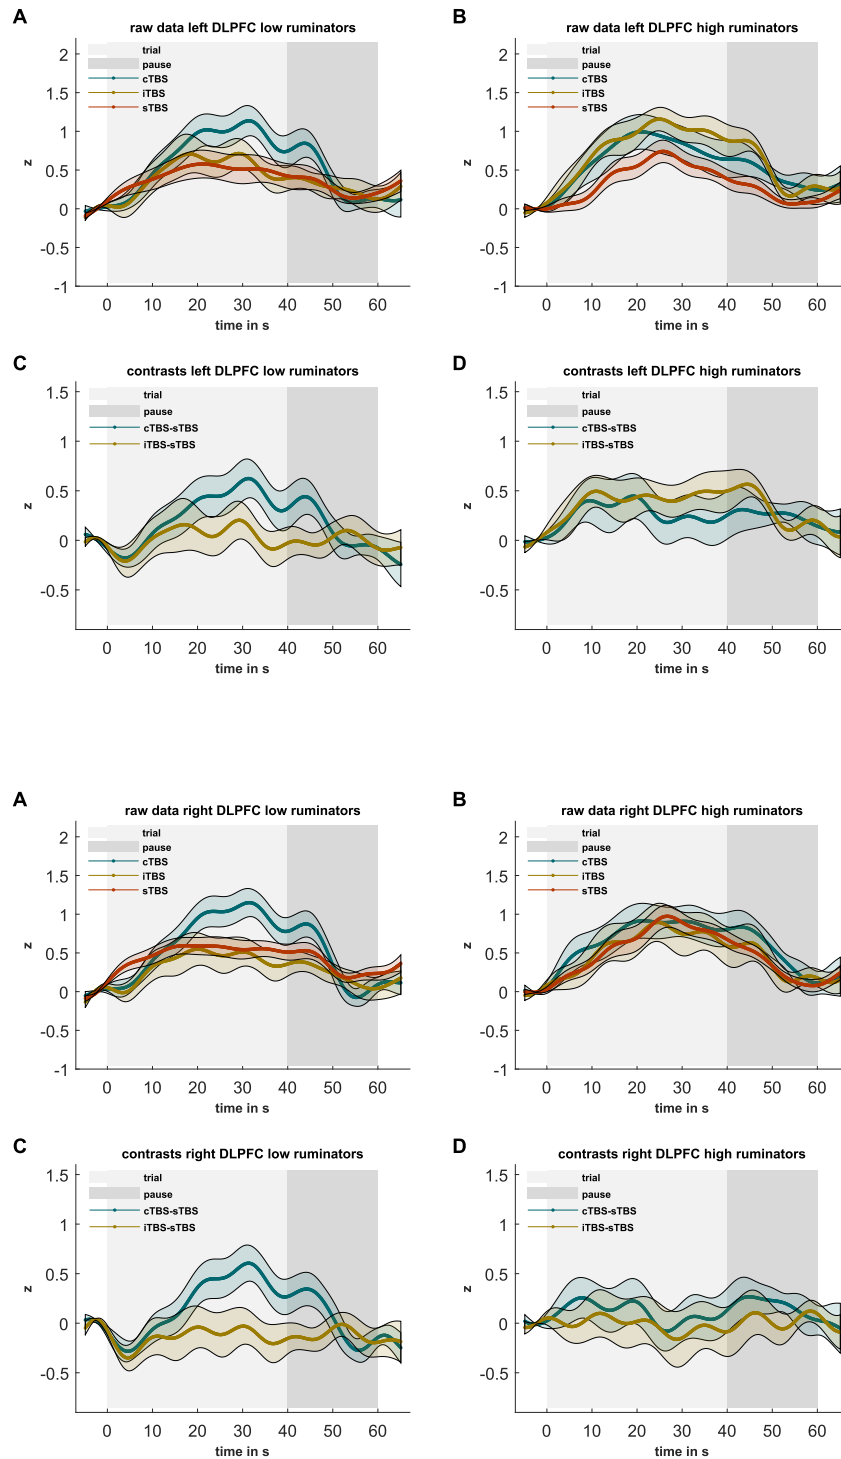 A
raw data left DLPFC low ruminators
trial
pause
cTBS
iTBS
sTBS
2
1.5
1
0.5
0
-0.5
-1
z
0 10 20 30 40 50 60
time in s
B
raw data left DLPFC high ruminators
trial
pause
cTBS
iTBS
sTBS
2
1.5
1
0.5
0
-0.5
-1
z
0 10 20 30 40 50 60
time in s
C
contrasts left DLPFC low ruminators
trial
pause
cTBS-sTBS
iTBS-sTBS
1.5
1
0.5
0
-0.5
z
0 10 20 30 40 50 60
time in s
D
contrasts left DLPFC high ruminators
trial
pause
cTBS-sTBS
iTBS-sTBS
1.5
1
0.5
0
-0.5
z
0 10 20 30 40 50 60
time in s
A
raw data right DLPFC low ruminators
trial
pause
cTBS
iTBS
sTBS
2
1.5
1
0.5
0
-0.5
-1
z
0 10 20 30 40 50 60
time in s
B
raw data right DLPFC high ruminators
trial
pause
cTBS
iTBS
sTBS
2
1.5
1
0.5
0
-0.5
-1
z
0 10 20 30 40 50 60
time in s
C
contrasts right DLPFC low ruminators
trial
pause
cTBS-sTBS
iTBS-sTBS
1.5
1
0.5
0
-0.5
z
0 10 20 30 40 50 60
time in s
D
contrasts right DLPFC high ruminators
trial
pause
cTBS-sTBS
iTBS-sTBS
1.5
1
0.5
0
-0.5
z
0 10 20 30 40 50 60
time in s